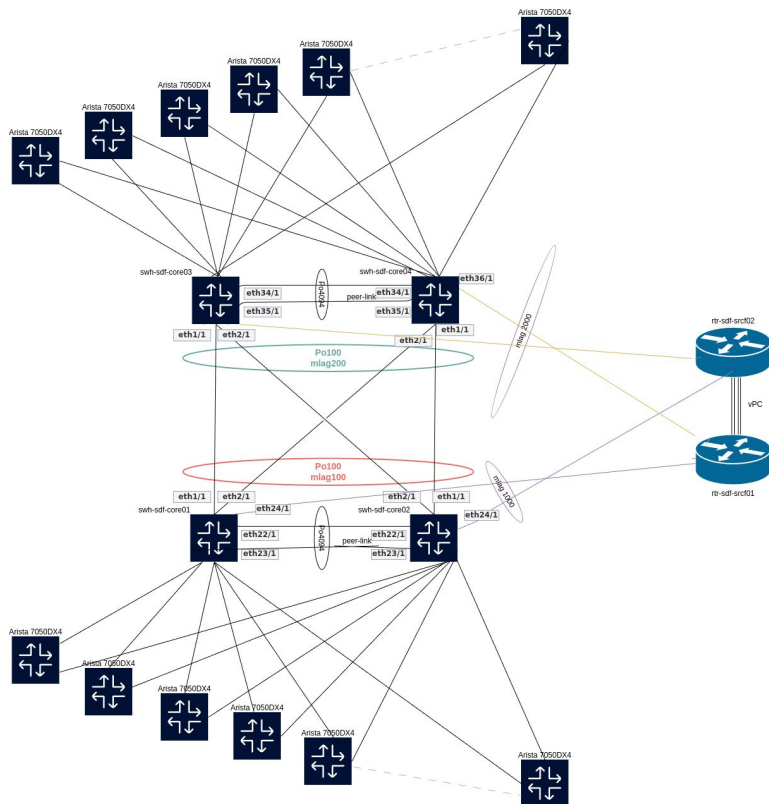 Arista 7050DX4
Arista 7050DX4
Arista 7050DX4
Arista 7050DX4
Arista 7050DX4
Arista 7050DX4
swh-sdf-core03
swh-sdf-core04
eth36/1
eth34/1
Po4094
eth34/1
peer-link
eth35/1
eth35/1
eth1/1
eth2/1
eth1/1
eth2/1
mlag 2000
rtr-sdf-srcf02
Po100
mlag200
vPC
Po100
mlag100
rtr-sdf-srcf01
mlag 1000
eth1/1
eth2/1
eth2/1
eth1/1
eth24/1
eth24/1
swh-sdf-core01
swh-sdf-core02
eth22/1
Po4094
eth22/1
peer-link
eth23/1
eth23/1
Arista 7050DX4
Arista 7050DX4
Arista 7050DX4
Arista 7050DX4
Arista 7050DX4
Arista 7050DX4